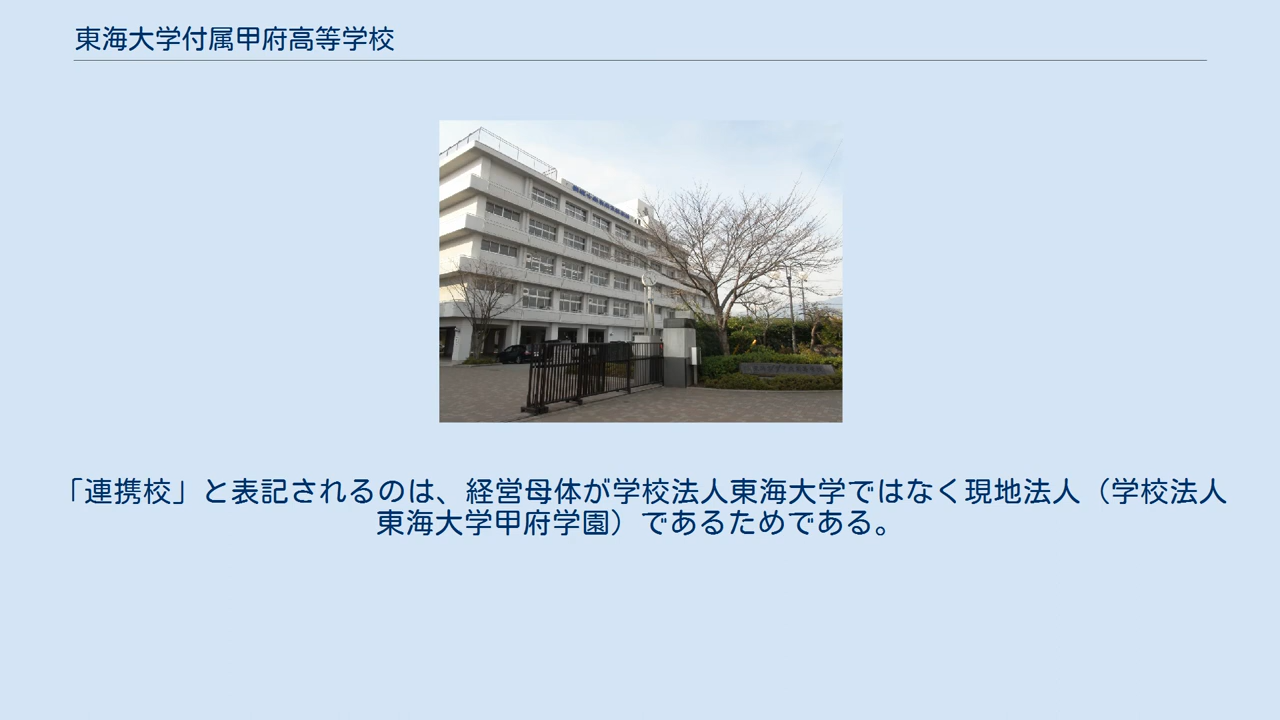 東海大学付属甲府高等学校
「連携校」と表記されるのは、経営母体が学校法人東海大学ではなく現地法人（学校法人
東海大学甲府学園）であるためである。